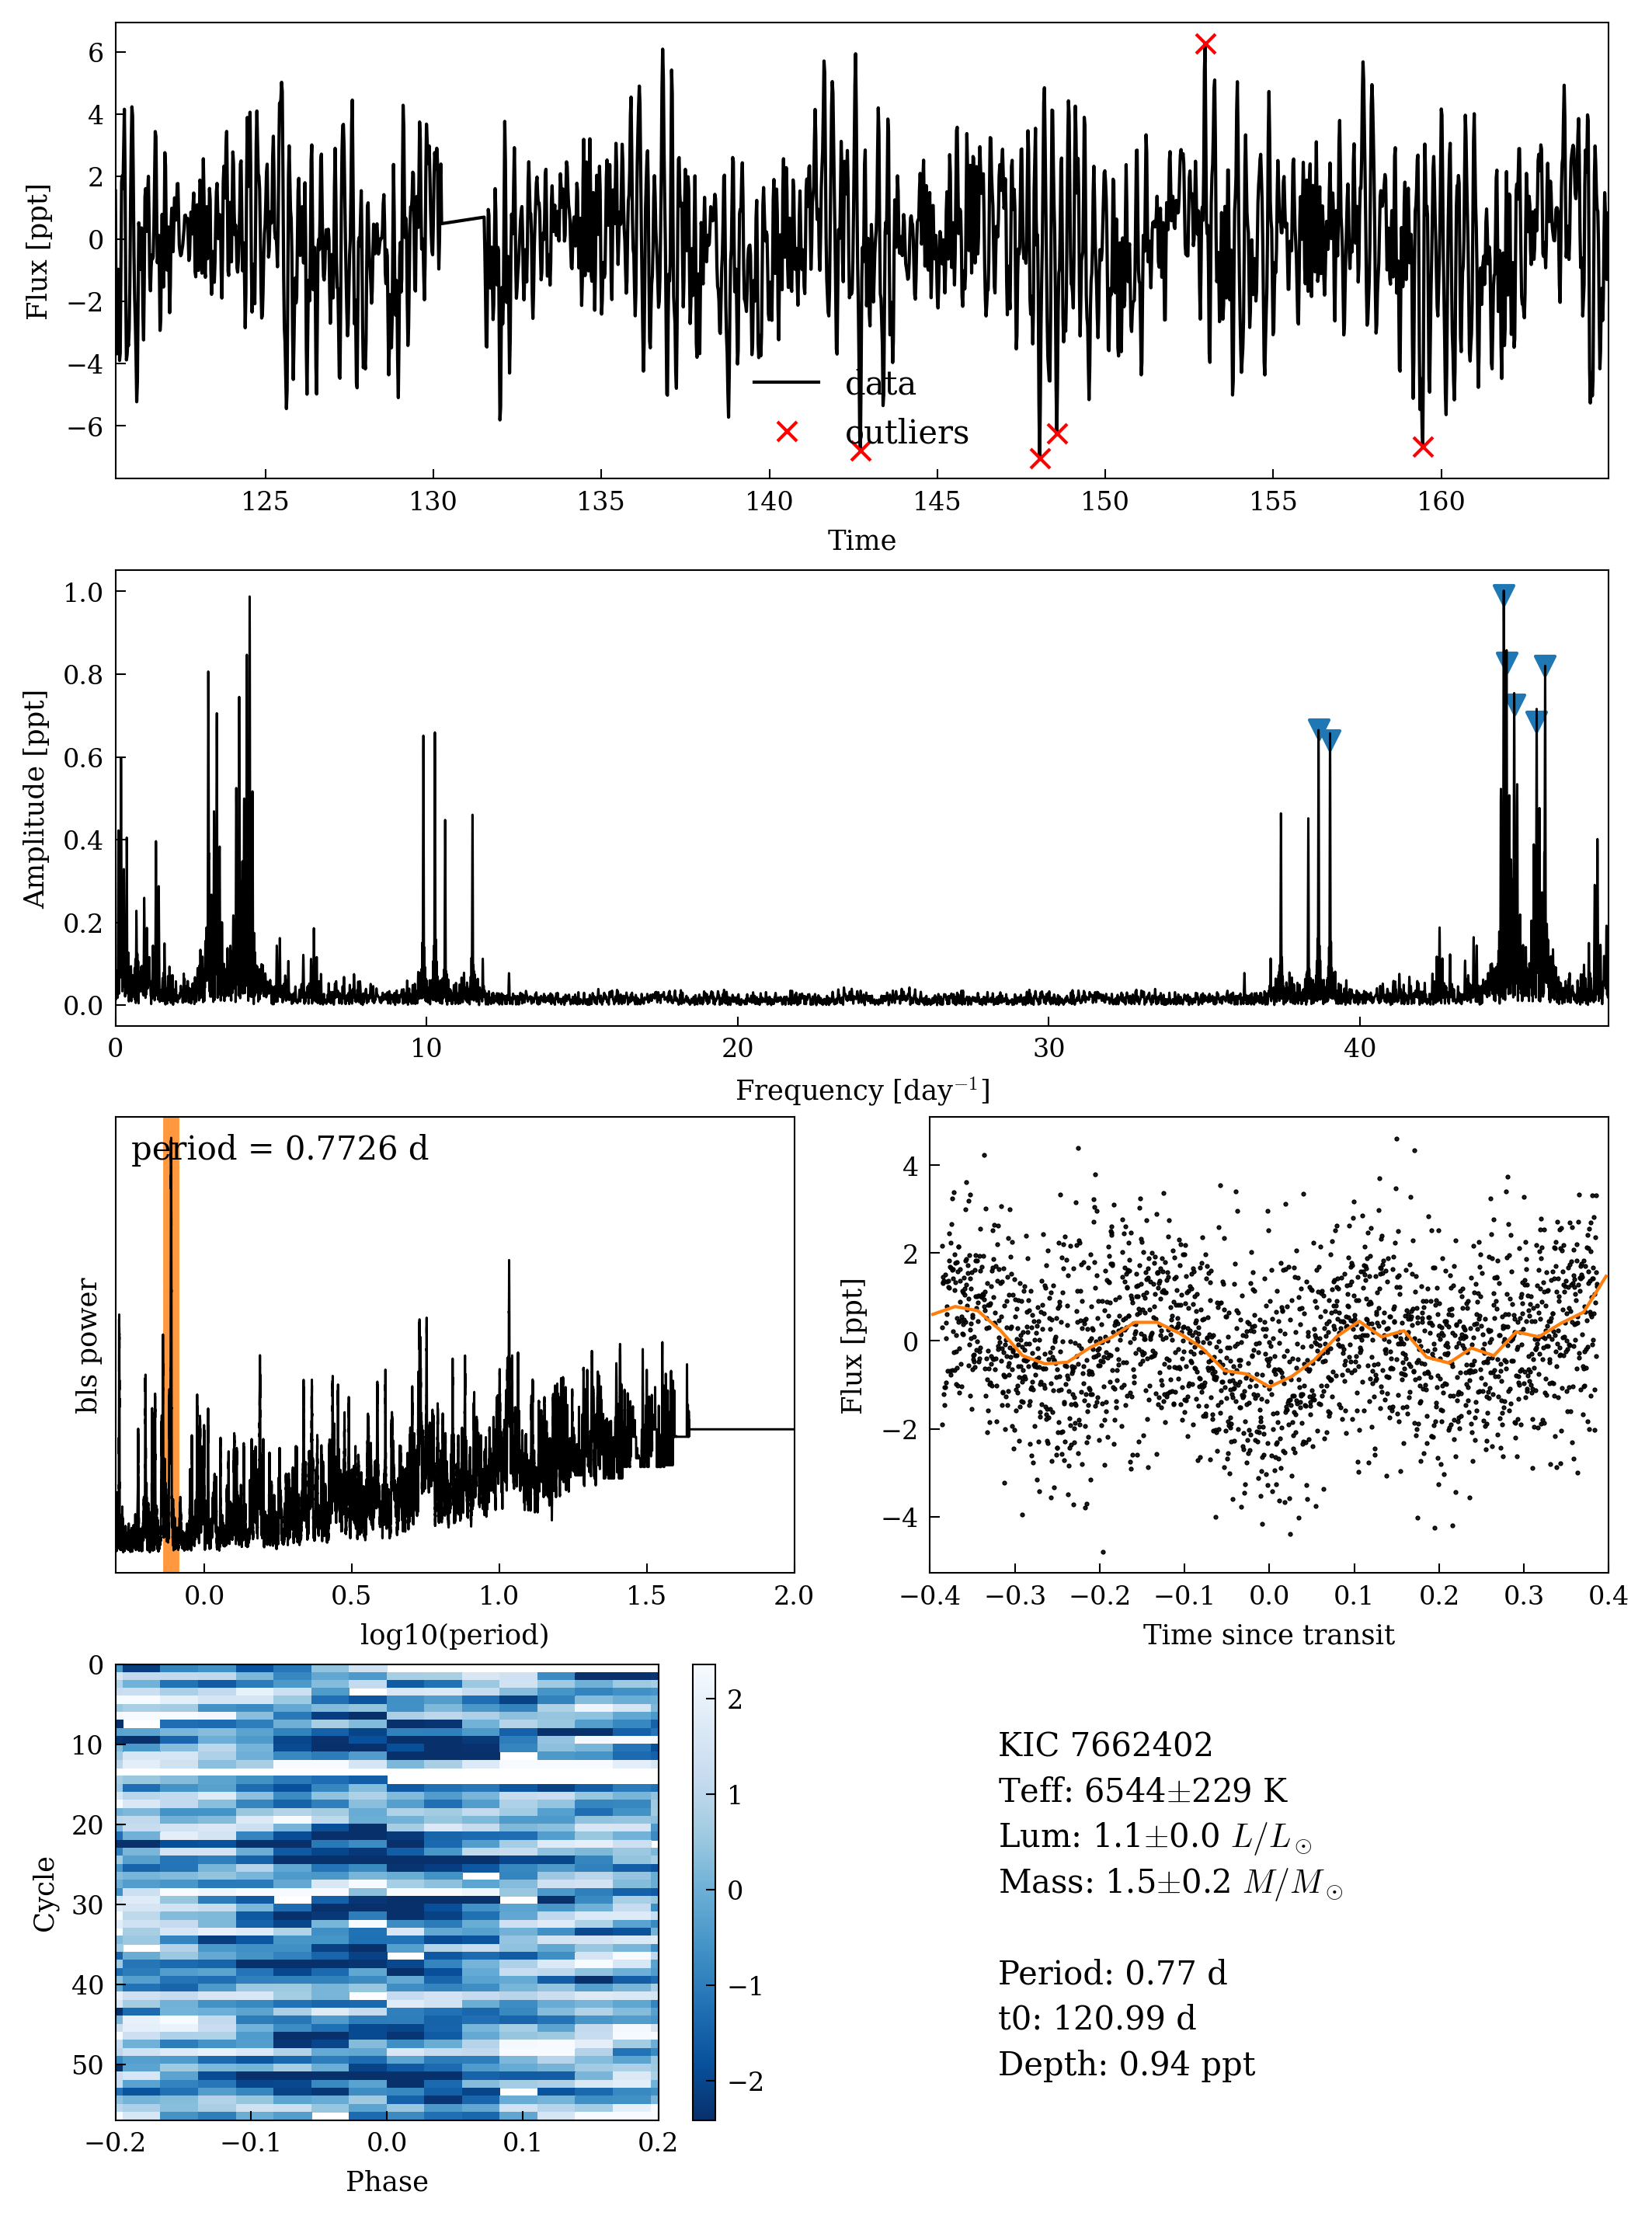 6
4
2
0
−2
−4
−6
Flux [ppt]
data
outliers
125 130 135 140 145 150 155 160
Time
1.0
0.8
0.6
0.4
0.2
0.0
Amplitude [ppt]
0 10 20 30 40
Frequency [day⁻¹]
period = 0.7726 d
bls power
0.0 0.5 1.0 1.5 2.0
log10(period)
4
2
0
−2
−4
Flux [ppt]
−0.4 −0.3 −0.2 −0.1 0.0 0.1 0.2 0.3 0.4
Time since transit
0
10
20
30
40
50
Cycle
−0.2 −0.1 0.0 0.1 0.2
Phase
2
1
0
−1
−2
KIC 7662402
Teff: 6544±229 K
Lum: 1.1±0.0 L/L⊙
Mass: 1.5±0.2 M/M⊙
Period: 0.77 d
t0: 120.99 d
Depth: 0.94 ppt